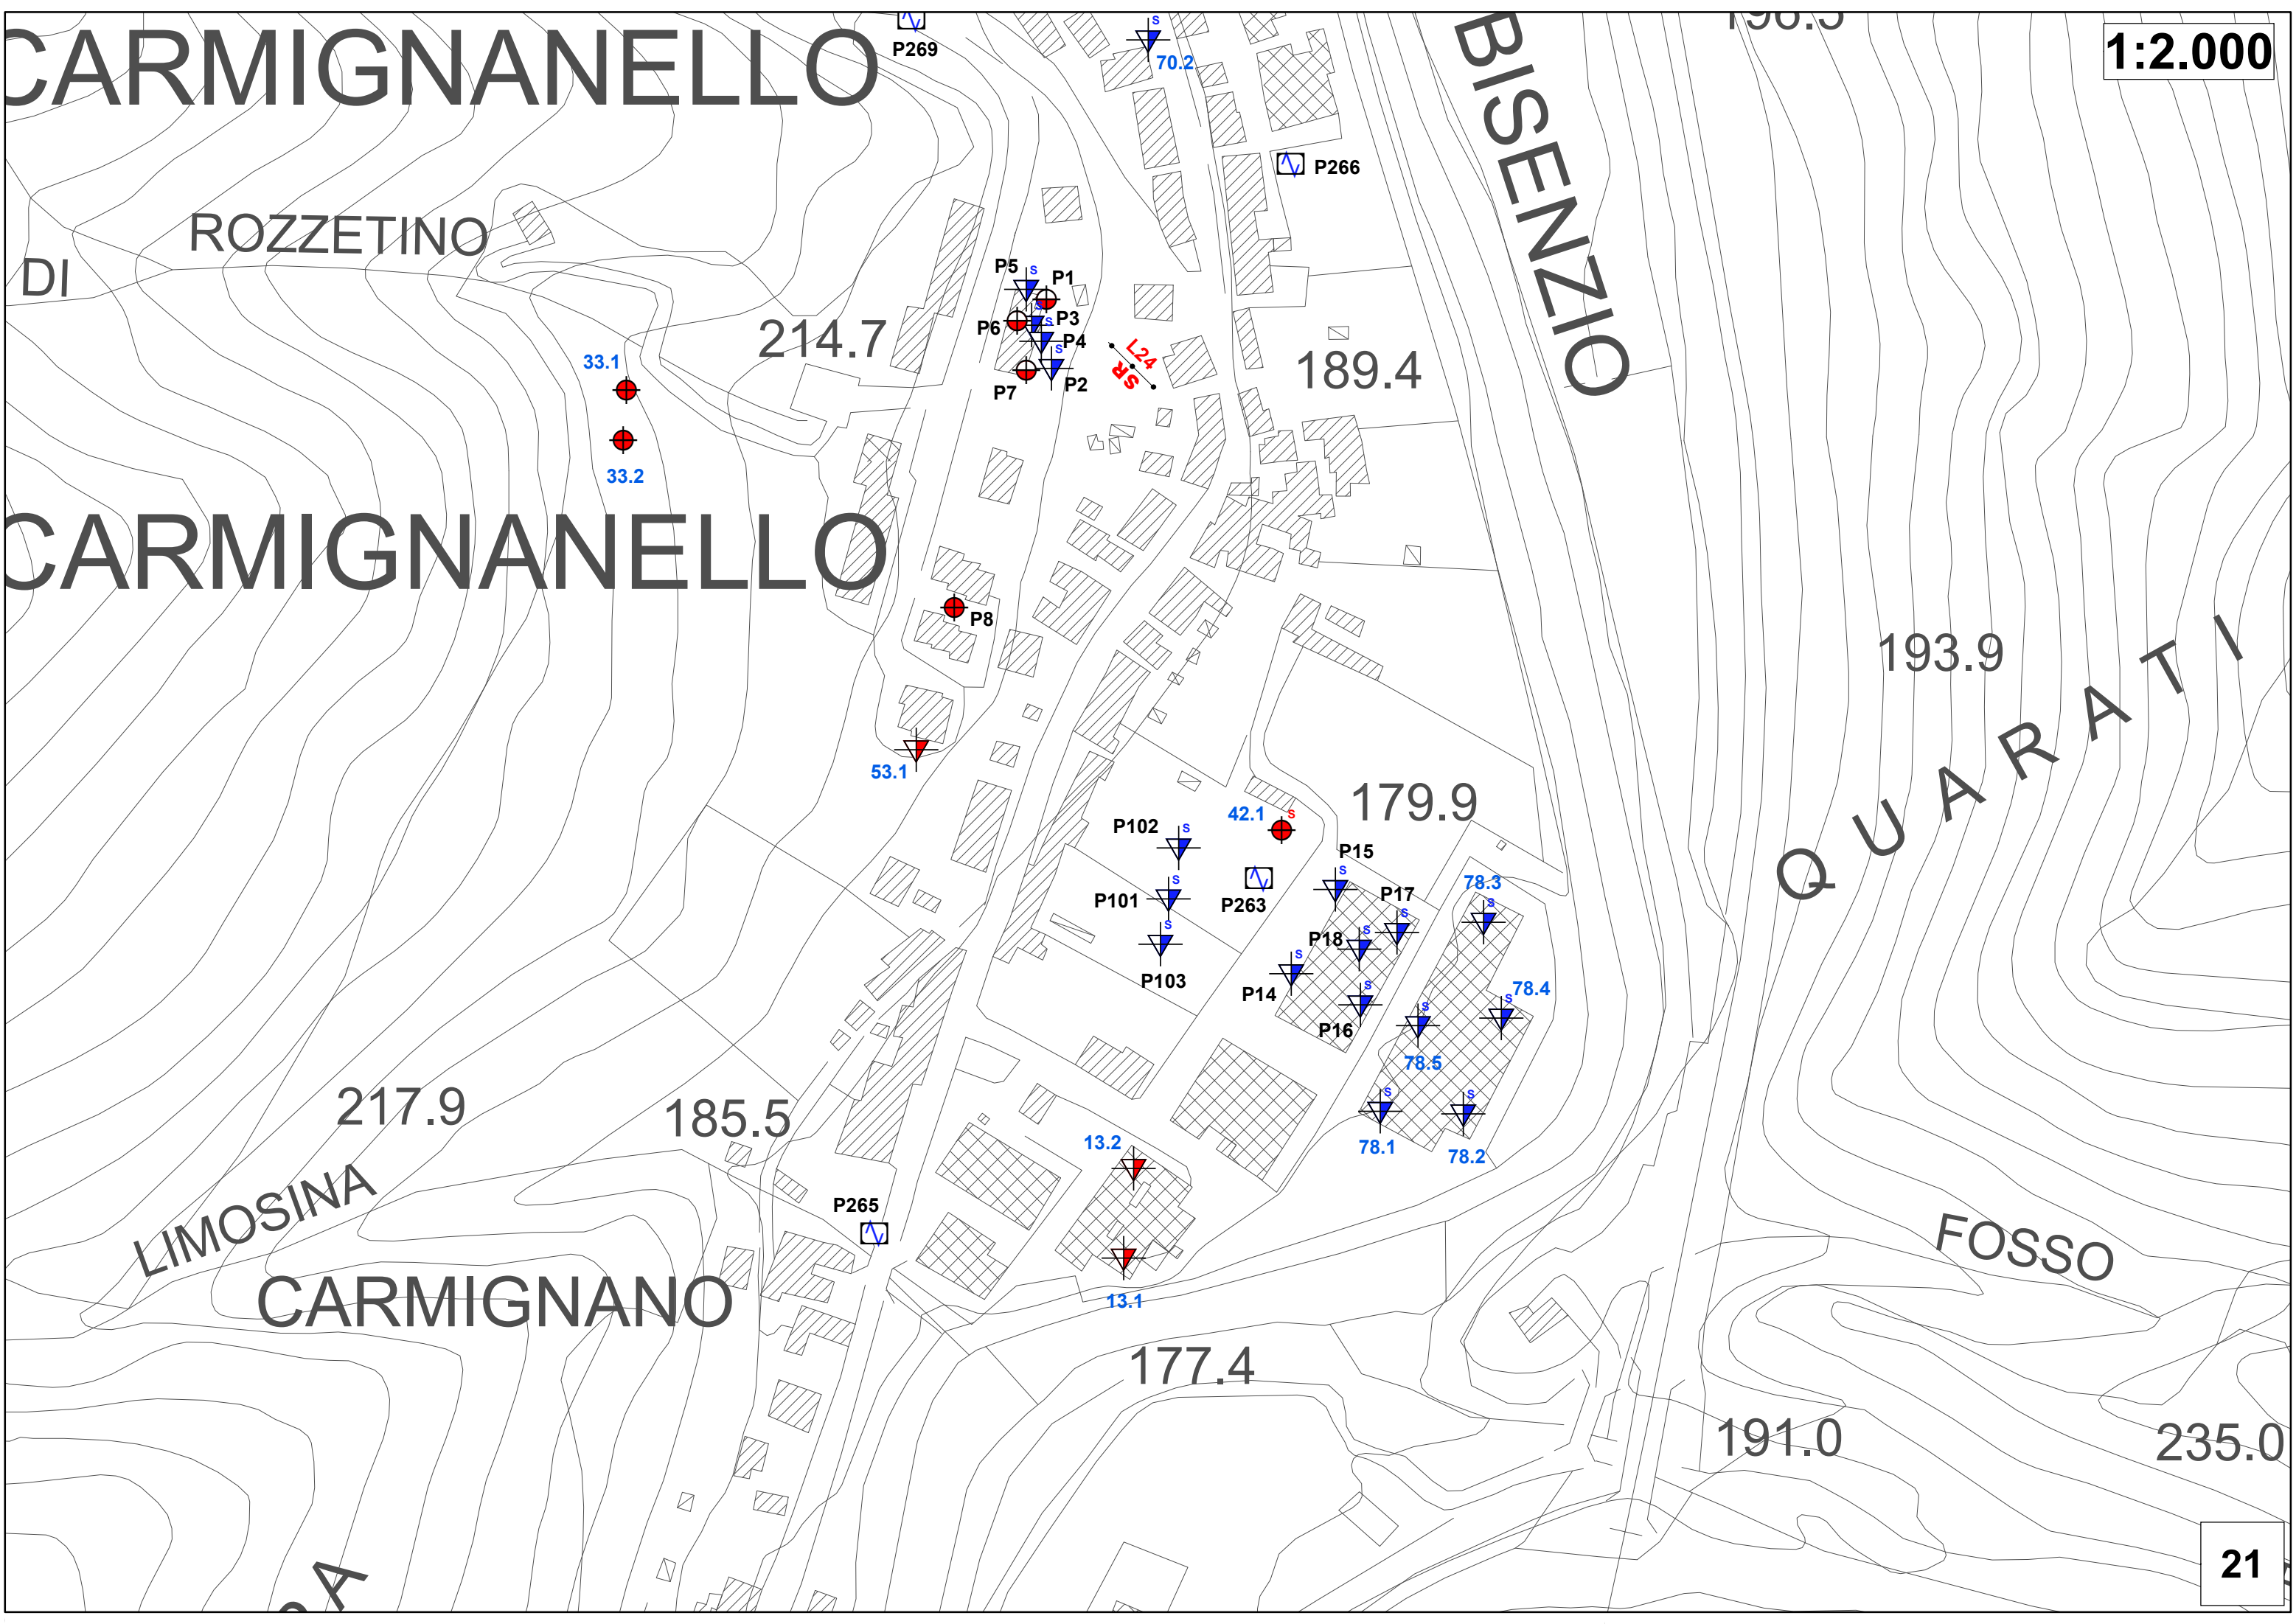 CARMIGNANELLO
P269
S
70.2
BISENZIO
196.5
1:2.000
P266
ROZZETINO
DI
P5
S
P1
S
P3
P6
S
P4
S
P2
P7
L24
SR
214.7
189.4
33.1
33.2
CARMIGNANELLO
P8
193.9
QUARATI
53.1
179.9
42.1
S
P102
S
P15
S
P101
S
P263
P17
S
78.3
S
P18
S
P103
S
P14
S
78.4
S
P16
S
78.5
S
217.9
185.5
13.2
78.1
S
78.2
S
LIMOSINA
P265
FOSSO
CARMIGNANO
13.1
177.4
191.0
235.0
21